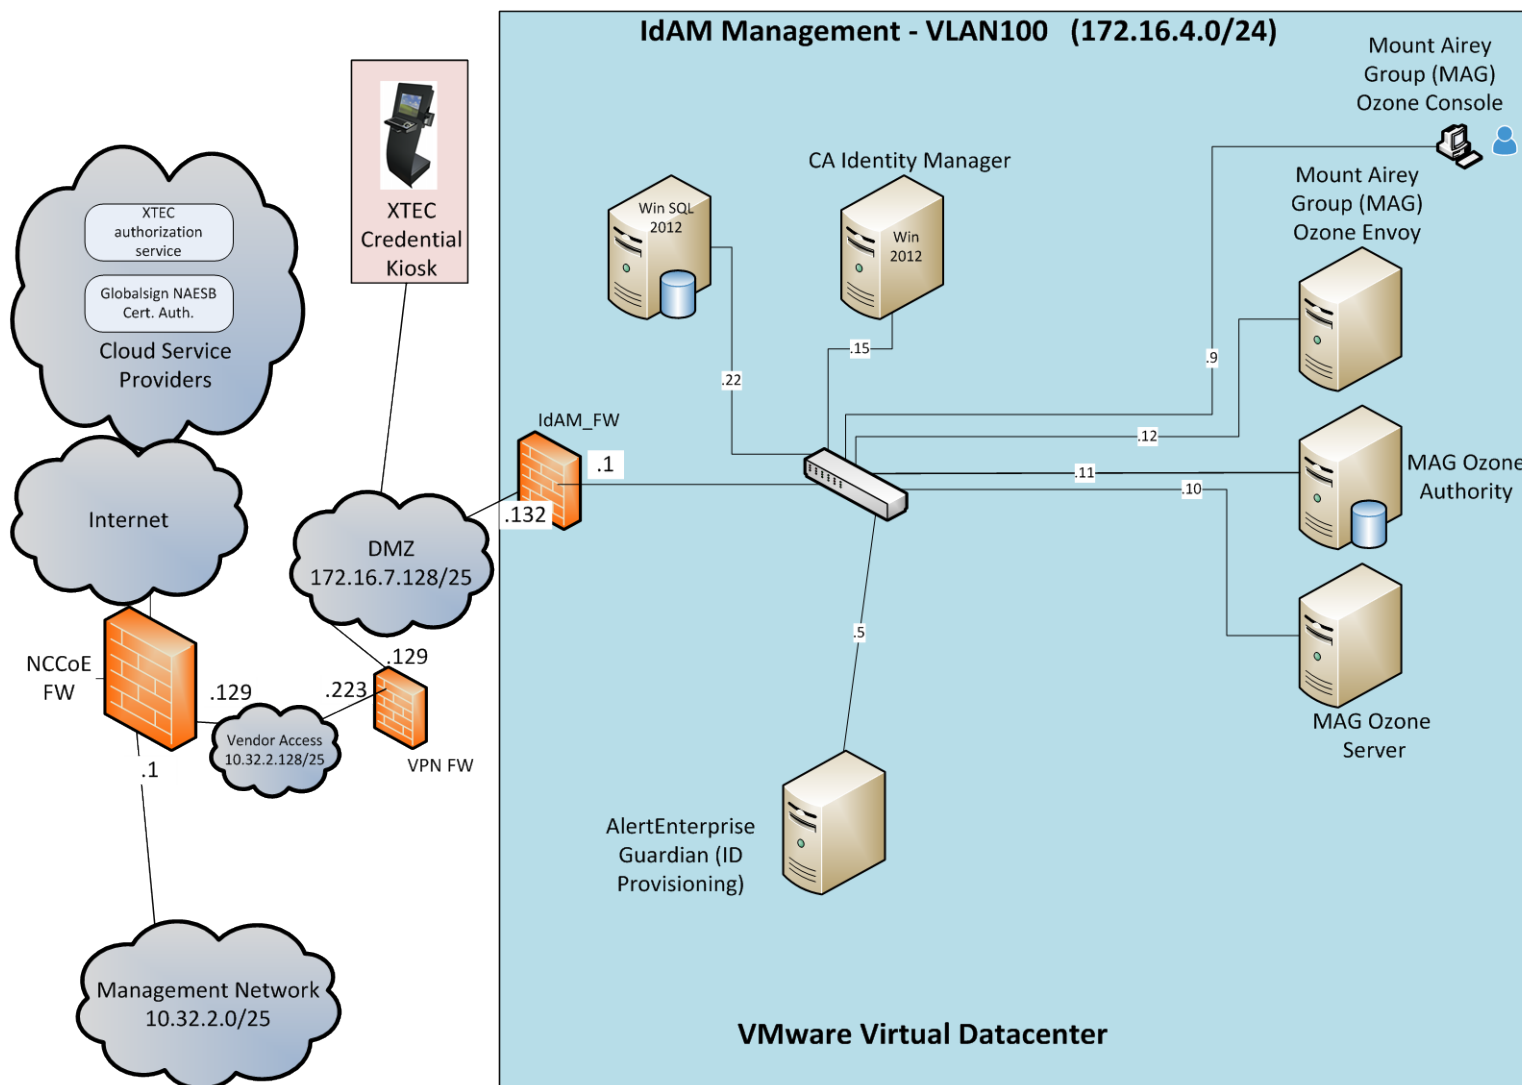 IdAM Management - VLAN100   (172.16.4.0/24)
Mount Airey
Group (MAG)
Ozone Console
XTEC
authorization
service
Globalsign NAESB
Cert. Auth.
Cloud Service
Providers
XTEC
Credential
Kiosk
Win SQL
2012
CA Identity Manager
Win
2012
Mount Airey
Group (MAG)
Ozone Envoy
.15
.9
.22
IdAM_FW
.1
.132
.12
.11
.10
MAG Ozone
Authority
Internet
DMZ
172.16.7.128/25
.5
NCCoE
FW
.129
.129
.223
Vendor Access
10.32.2.128/25
VPN FW
.1
MAG Ozone
Server
AlertEnterprise
Guardian (ID
Provisioning)
Management Network
10.32.2.0/25
VMware Virtual Datacenter